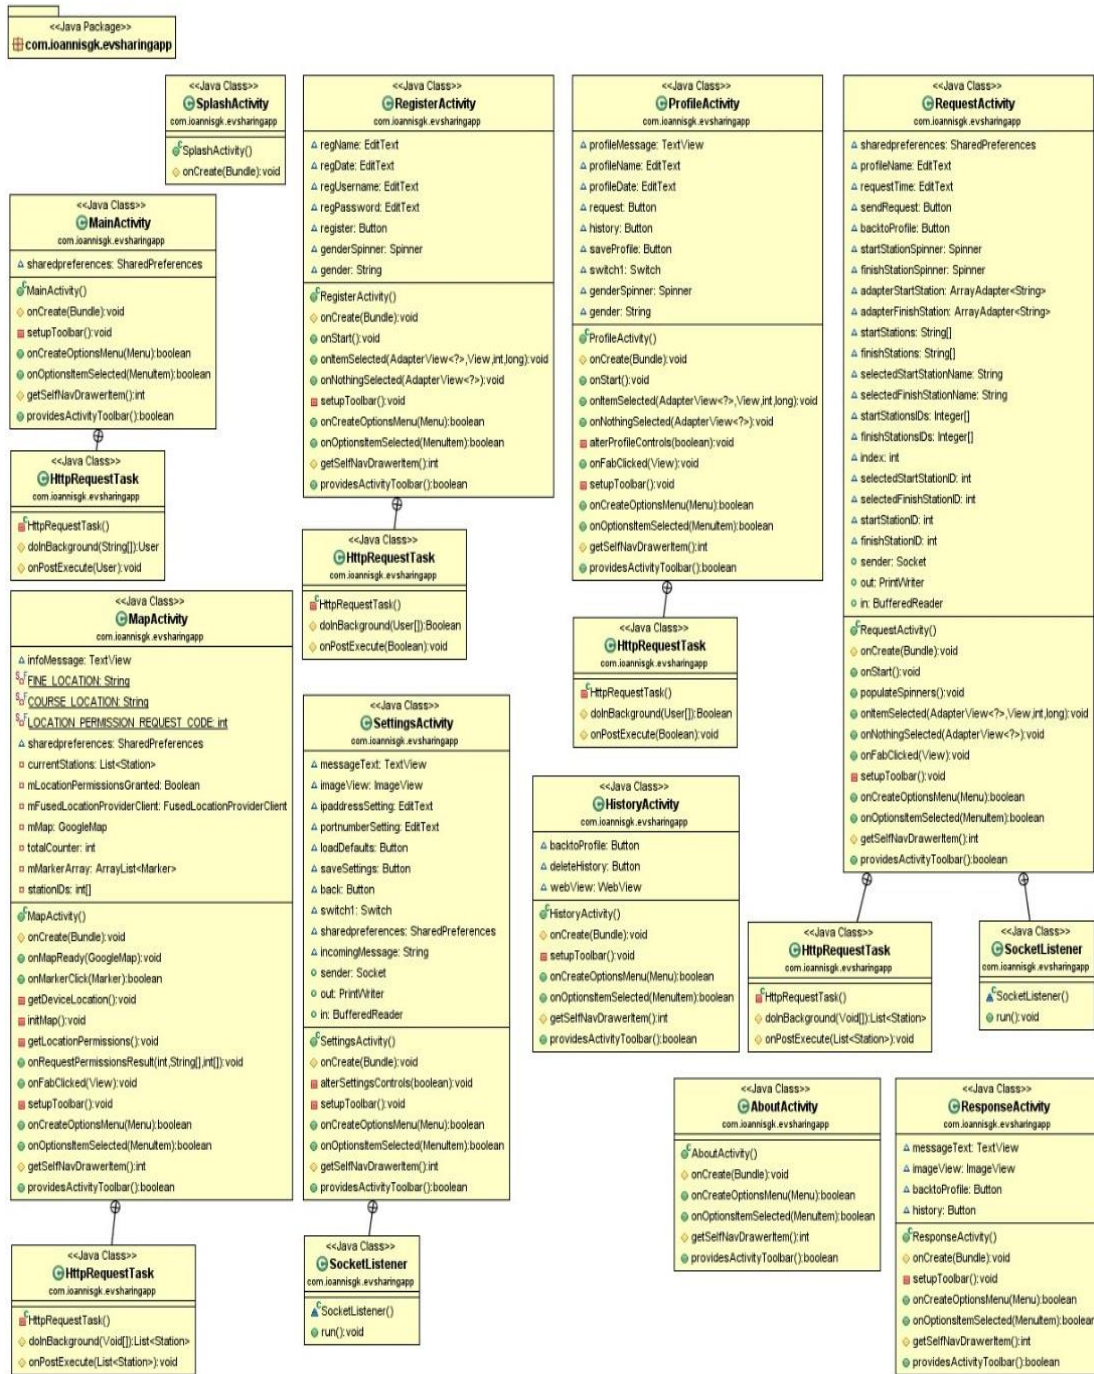 <<Java Package>>
com.ioannisgk.evsharingapp
<<Java Class>>
SplashActivity
com.ioannisgk.evsharingapp
SplashActivity()
onCreate(Bundle):void
<<Java Class>>
MainActivity
com.ioannisgk.evsharingapp
sharedpreferences: SharedPreferences
MainActivity()
onCreate(Bundle):void
setupToolbar():void
onCreateOptionsMenu(Menu):boolean
onOptionsItemSelected(MenuItem):boolean
getSelfNavDrawerItem():int
providesActivityToolbar():boolean
<<Java Class>>
HttpRequestTask
com.ioannisgk.evsharingapp
HttpRequestTask()
doInBackground(String[]):User
onPostExecute(User):void
<<Java Class>>
MapActivity
com.ioannisgk.evsharingapp
infoMessage: TextView
FINE_LOCATION: String
COURSE_LOCATION: String
LOCATION_PERMISSION_REQUEST_CODE: int
sharedpreferences: SharedPreferences
currentStations: List<Station>
mLocationPermissionsGranted: Boolean
mFusedLocationProviderClient: FusedLocationProviderClient
mMap: GoogleMap
totalCounter: int
mMarkerArray: ArrayList<Marker>
stationIDs: int[]
MapActivity()
onCreate(Bundle):void
onMapReady(GoogleMap):void
onMarkerClick(Marker):boolean
getDeviceLocation():void
initMap():void
getLocationPermissions():void
onRequestPermissionsResult(int,String[],int[]):void
onFabClicked(View):void
setupToolbar():void
onCreateOptionsMenu(Menu):boolean
onOptionsItemSelected(MenuItem):boolean
getSelfNavDrawerItem():int
providesActivityToolbar():boolean
<<Java Class>>
HttpRequestTask
com.ioannisgk.evsharingapp
HttpRequestTask()
doInBackground(Void[]):List<Station>
onPostExecute(List<Station>):void
<<Java Class>>
RegisterActivity
com.ioannisgk.evsharingapp
regName: EditText
regDate: EditText
regUsername: EditText
regPassword: EditText
register: Button
genderSpinner: Spinner
gender: String
RegisterActivity()
onCreate(Bundle):void
onStart():void
onItemSelected(AdapterView<?>,View,int,long):void
onNothingSelected(AdapterView<?>):void
setupToolbar():void
onCreateOptionsMenu(Menu):boolean
onOptionsItemSelected(MenuItem):boolean
getSelfNavDrawerItem():int
providesActivityToolbar():boolean
<<Java Class>>
HttpRequestTask
com.ioannisgk.evsharingapp
HttpRequestTask()
doInBackground(User[]):Boolean
onPostExecute(Boolean):void
<<Java Class>>
SettingsActivity
com.ioannisgk.evsharingapp
messageText: TextView
imageView: ImageView
ipaddressSetting: EditText
portnumberSetting: EditText
loadDefaults: Button
saveSettings: Button
back: Button
switch1: Switch
sharedpreferences: SharedPreferences
incomingMessage: String
sender: Socket
out: PrintWriter
in: BufferedReader
SettingsActivity()
onCreate(Bundle):void
alterSettingsControls(boolean):void
setupToolbar():void
onCreateOptionsMenu(Menu):boolean
onOptionsItemSelected(MenuItem):boolean
getSelfNavDrawerItem():int
providesActivityToolbar():boolean
<<Java Class>>
SocketListener
com.ioannisgk.evsharingapp
SocketListener()
run():void
<<Java Class>>
ProfileActivity
com.ioannisgk.evsharingapp
profileMessage: TextView
profileName: EditText
profileDate: EditText
request: Button
history: Button
saveProfile: Button
switch1: Switch
genderSpinner: Spinner
gender: String
ProfileActivity()
onCreate(Bundle):void
onStart():void
onItemSelected(AdapterView<?>,View,int,long):void
onNothingSelected(AdapterView<?>):void
alterProfileControls(boolean):void
onFabClicked(View):void
setupToolbar():void
onCreateOptionsMenu(Menu):boolean
onOptionsItemSelected(MenuItem):boolean
getSelfNavDrawerItem():int
providesActivityToolbar():boolean
<<Java Class>>
HttpRequestTask
com.ioannisgk.evsharingapp
HttpRequestTask()
doInBackground(User[]):Boolean
onPostExecute(Boolean):void
<<Java Class>>
HistoryActivity
com.ioannisgk.evsharingapp
backtoProfile: Button
deleteHistory: Button
webView: WebView
HistoryActivity()
onCreate(Bundle):void
setupToolbar():void
onCreateOptionsMenu(Menu):boolean
onOptionsItemSelected(MenuItem):boolean
getSelfNavDrawerItem():int
providesActivityToolbar():boolean
<<Java Class>>
RequestActivity
com.ioannisgk.evsharingapp
sharedpreferences: SharedPreferences
profileName: EditText
requestTime: EditText
sendRequest: Button
backtoProfile: Button
startStationSpinner: Spinner
finishStationSpinner: Spinner
adapterStartStation: ArrayAdapter<String>
adapterFinishStation: ArrayAdapter<String>
startStations: String[]
finishStations: String[]
selectedStartStationName: String
selectedFinishStationName: String
startStationsIDs: Integer[]
finishStationsIDs: Integer[]
index: int
selectedStartStationID: int
selectedFinishStationID: int
startStationID: int
finishStationID: int
sender: Socket
out: PrintWriter
in: BufferedReader
RequestActivity()
onCreate(Bundle):void
onStart():void
populateSpinners():void
onItemSelected(AdapterView<?>,View,int,long):void
onNothingSelected(AdapterView<?>):void
onFabClicked(View):void
setupToolbar():void
onCreateOptionsMenu(Menu):boolean
onOptionsItemSelected(MenuItem):boolean
getSelfNavDrawerItem():int
providesActivityToolbar():boolean
<<Java Class>>
HttpRequestTask
com.ioannisgk.evsharingapp
HttpRequestTask()
doInBackground(Void[]):List<Station>
onPostExecute(List<Station>):void
<<Java Class>>
SocketListener
com.ioannisgk.evsharingapp
SocketListener()
run():void
<<Java Class>>
AboutActivity
com.ioannisgk.evsharingapp
AboutActivity()
onCreate(Bundle):void
onCreateOptionsMenu(Menu):boolean
onOptionsItemSelected(MenuItem):boolean
getSelfNavDrawerItem():int
providesActivityToolbar():boolean
<<Java Class>>
ResponseActivity
com.ioannisgk.evsharingapp
messageText: TextView
imageView: ImageView
backtoProfile: Button
history: Button
ResponseActivity()
onCreate(Bundle):void
setupToolbar():void
onCreateOptionsMenu(Menu):boolean
onOptionsItemSelected(MenuItem):boolean
getSelfNavDrawerItem():int
providesActivityToolbar():boolean